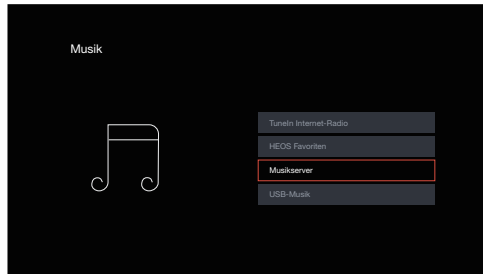 Musik
TuneIn Internet-Radio
HEOS Favoriten
Musikserver
USB-Musik